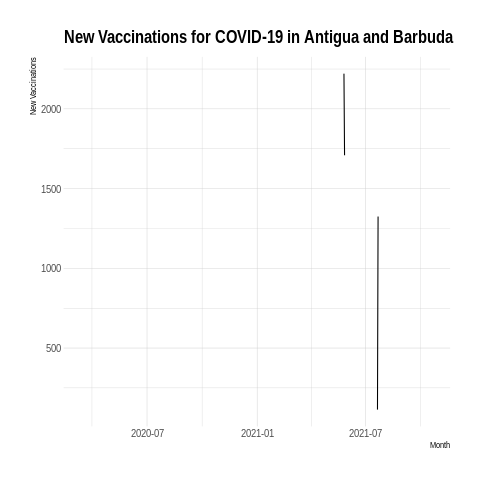 New Vaccinations for COVID-19 in Antigua and Barbuda
New Vaccinations
2000
1500
1000
500
2020-07 2021-01 2021-07
Month